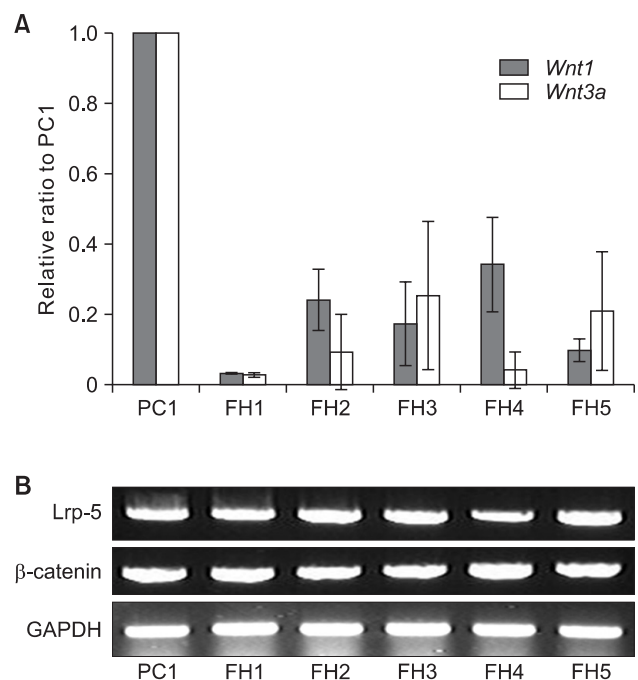 A
Relative ratio to PC1
1.0
0.8
0.6
0.4
0.2
0
Wnt1
Wnt3a
PC1 FH1 FH2 FH3 FH4 FH5
B
Lrp-5
β-catenin
GAPDH
PC1 FH1 FH2 FH3 FH4 FH5